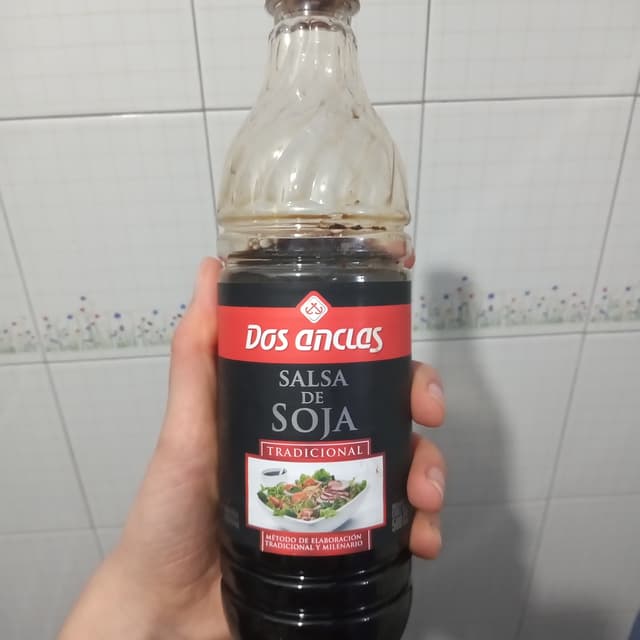 Dos anclas
SALSA
DE
SOJA
TRADICIONAL
MÉTODO DE ELABORACIÓN
TRADICIONAL Y MILENARIO